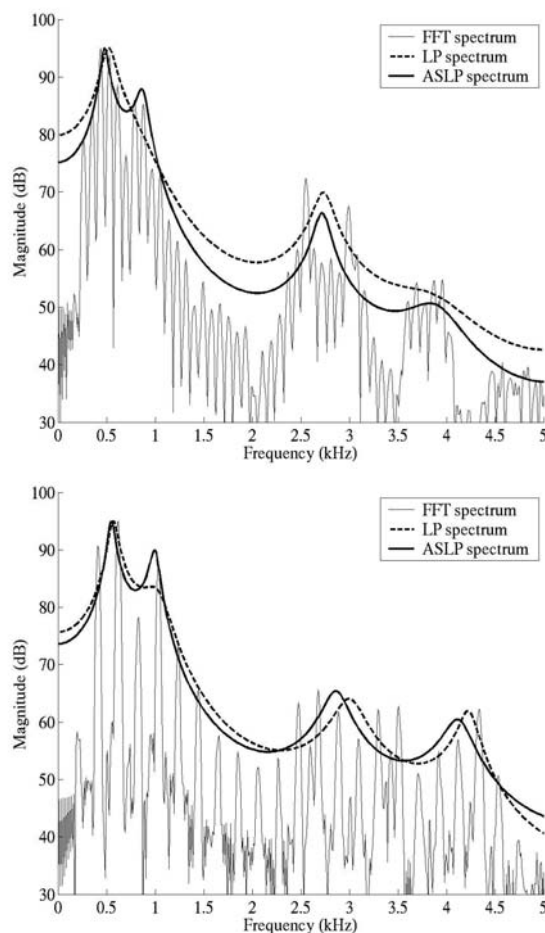 100
90
80
70
60
50
40
30
Magnitude (dB)
FFT spectrum
LP spectrum
ASLP spectrum
0 0.5 1 1.5 2 2.5 3 3.5 4 4.5 5
Frequency (kHz)
100
90
80
70
60
50
40
30
Magnitude (dB)
FFT spectrum
LP spectrum
ASLP spectrum
0 0.5 1 1.5 2 2.5 3 3.5 4 4.5 5
Frequency (kHz)